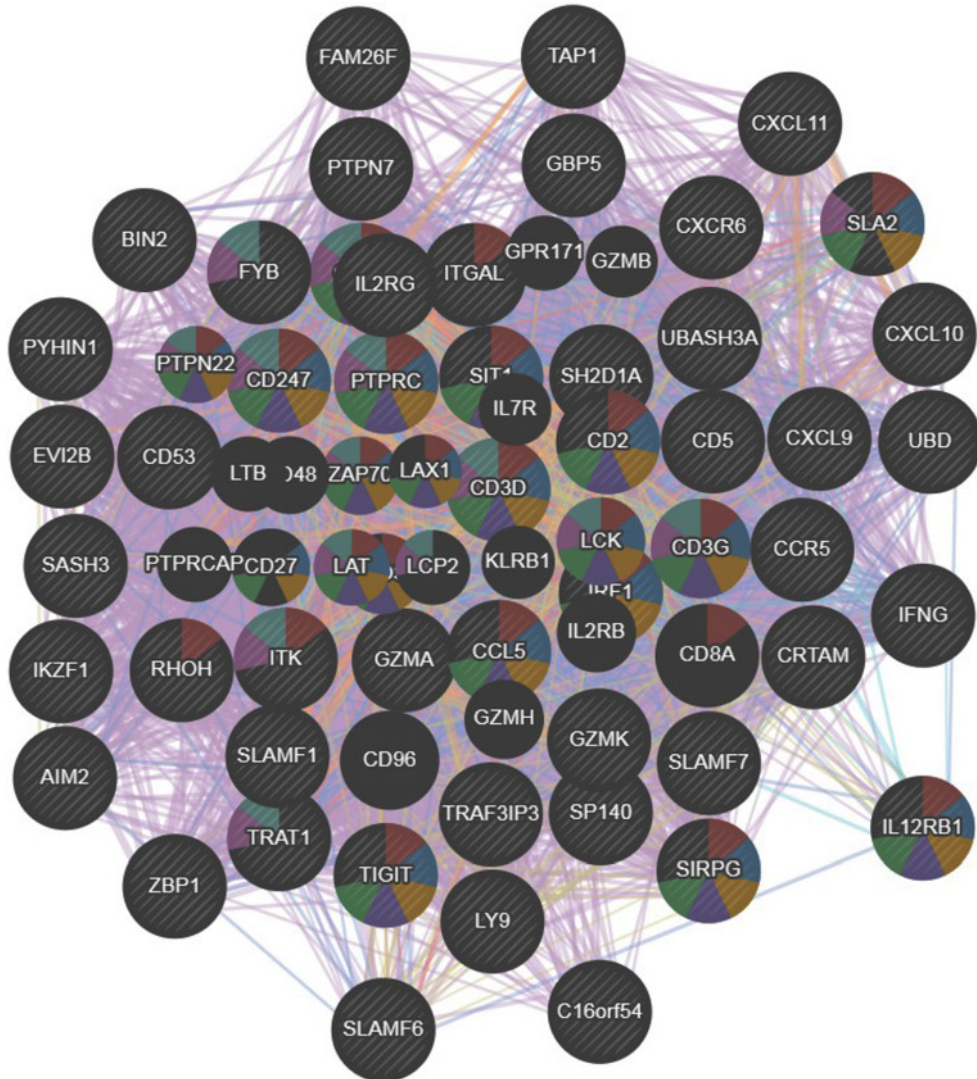 FAM26F
TAP1
CXCL11
PTPN7
GBP5
CXCR6
SLA2
BIN2
FYB
IL2RG
ITGAL
GPR171
GZMB
PYHIN1
PTPN22
CD247
PTPRC
SIT1
SH2D1A
UBASH3A
CXCL10
IL7R
EVI2B
CD53
LTB
ZAP70
LAX1
CD3D
CD2
CD5
CXCL9
UBD
SASH3
PTPRCAP
CD27
LAT
LCP2
KLRB1
LCK
CD3G
CCR5
IRF1
IL2RB
IFNG
IKZF1
RHOH
ITK
GZMA
CCL5
CD8A
CRTAM
AIM2
SLAMF1
CD96
GZMH
GZMK
SLAMF7
TRAF3IP3
SP140
IL12RB1
TRAT1
ZBP1
TIGIT
SIRPG
LY9
SLAMF6
C16orf54